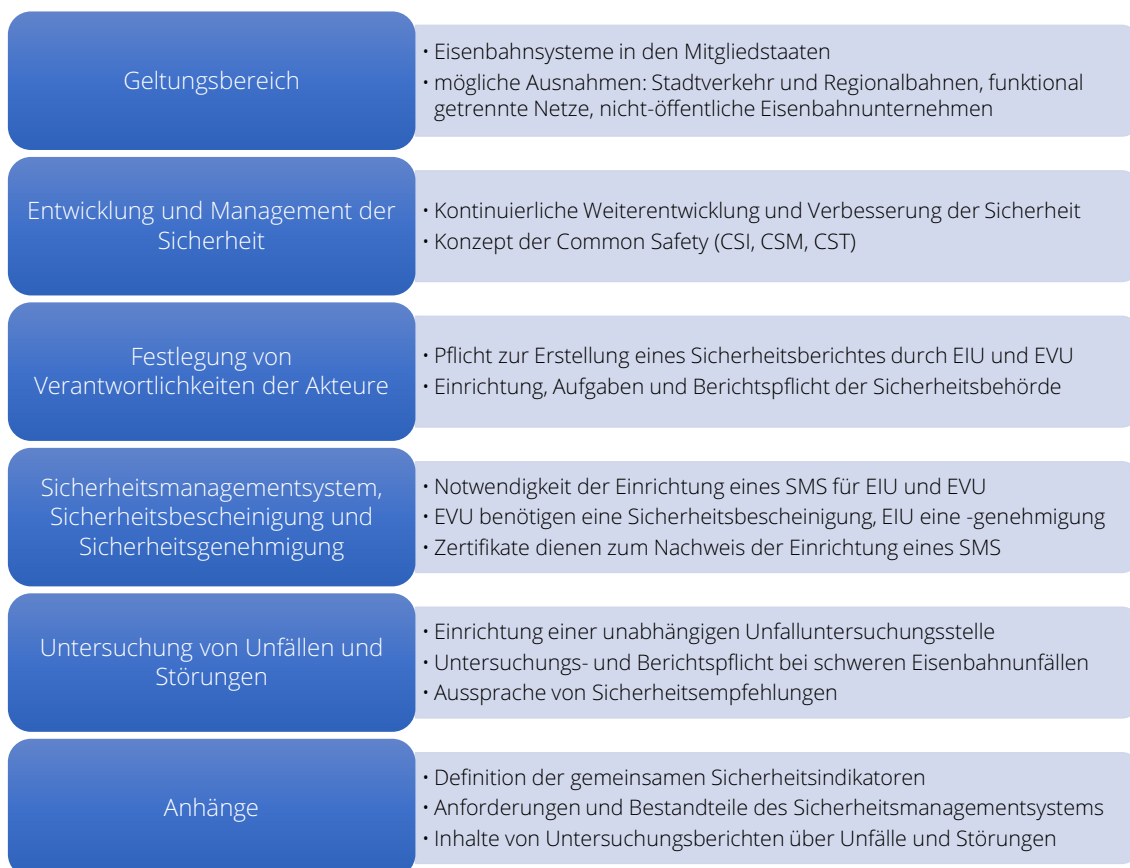 Geltungsbereich
• Eisenbahnsysteme in den Mitgliedstaaten
• mögliche Ausnahmen: Stadtverkehr und Regionalbahnen, funktional
getrennte Netze, nicht-öffentliche Eisenbahnunternehmen
Entwicklung und Management der
Sicherheit
• Kontinuierliche Weiterentwicklung und Verbesserung der Sicherheit
• Konzept der Common Safety (CSI, CSM, CST)
Festlegung von
Verantwortlichkeiten der Akteure
• Pflicht zur Erstellung eines Sicherheitsberichtes durch EIU und EVU
• Einrichtung, Aufgaben und Berichtspflicht der Sicherheitsbehörde
Sicherheitsmanagementsystem,
Sicherheitsbescheinigung und
Sicherheitsgenehmigung
• Notwendigkeit der Einrichtung eines SMS für EIU und EVU
• EVU benötigen eine Sicherheitsbescheinigung, EIU eine -genehmigung
• Zertifikate dienen zum Nachweis der Einrichtung eines SMS
Untersuchung von Unfällen und
Störungen
• Einrichtung einer unabhängigen Unfalluntersuchungsstelle
• Untersuchungs- und Berichtspflicht bei schweren Eisenbahnunfällen
• Aussprache von Sicherheitsempfehlungen
Anhänge
• Definition der gemeinsamen Sicherheitsindikatoren
• Anforderungen und Bestandteile des Sicherheitsmanagementsystems
• Inhalte von Untersuchungsberichten über Unfälle und Störungen